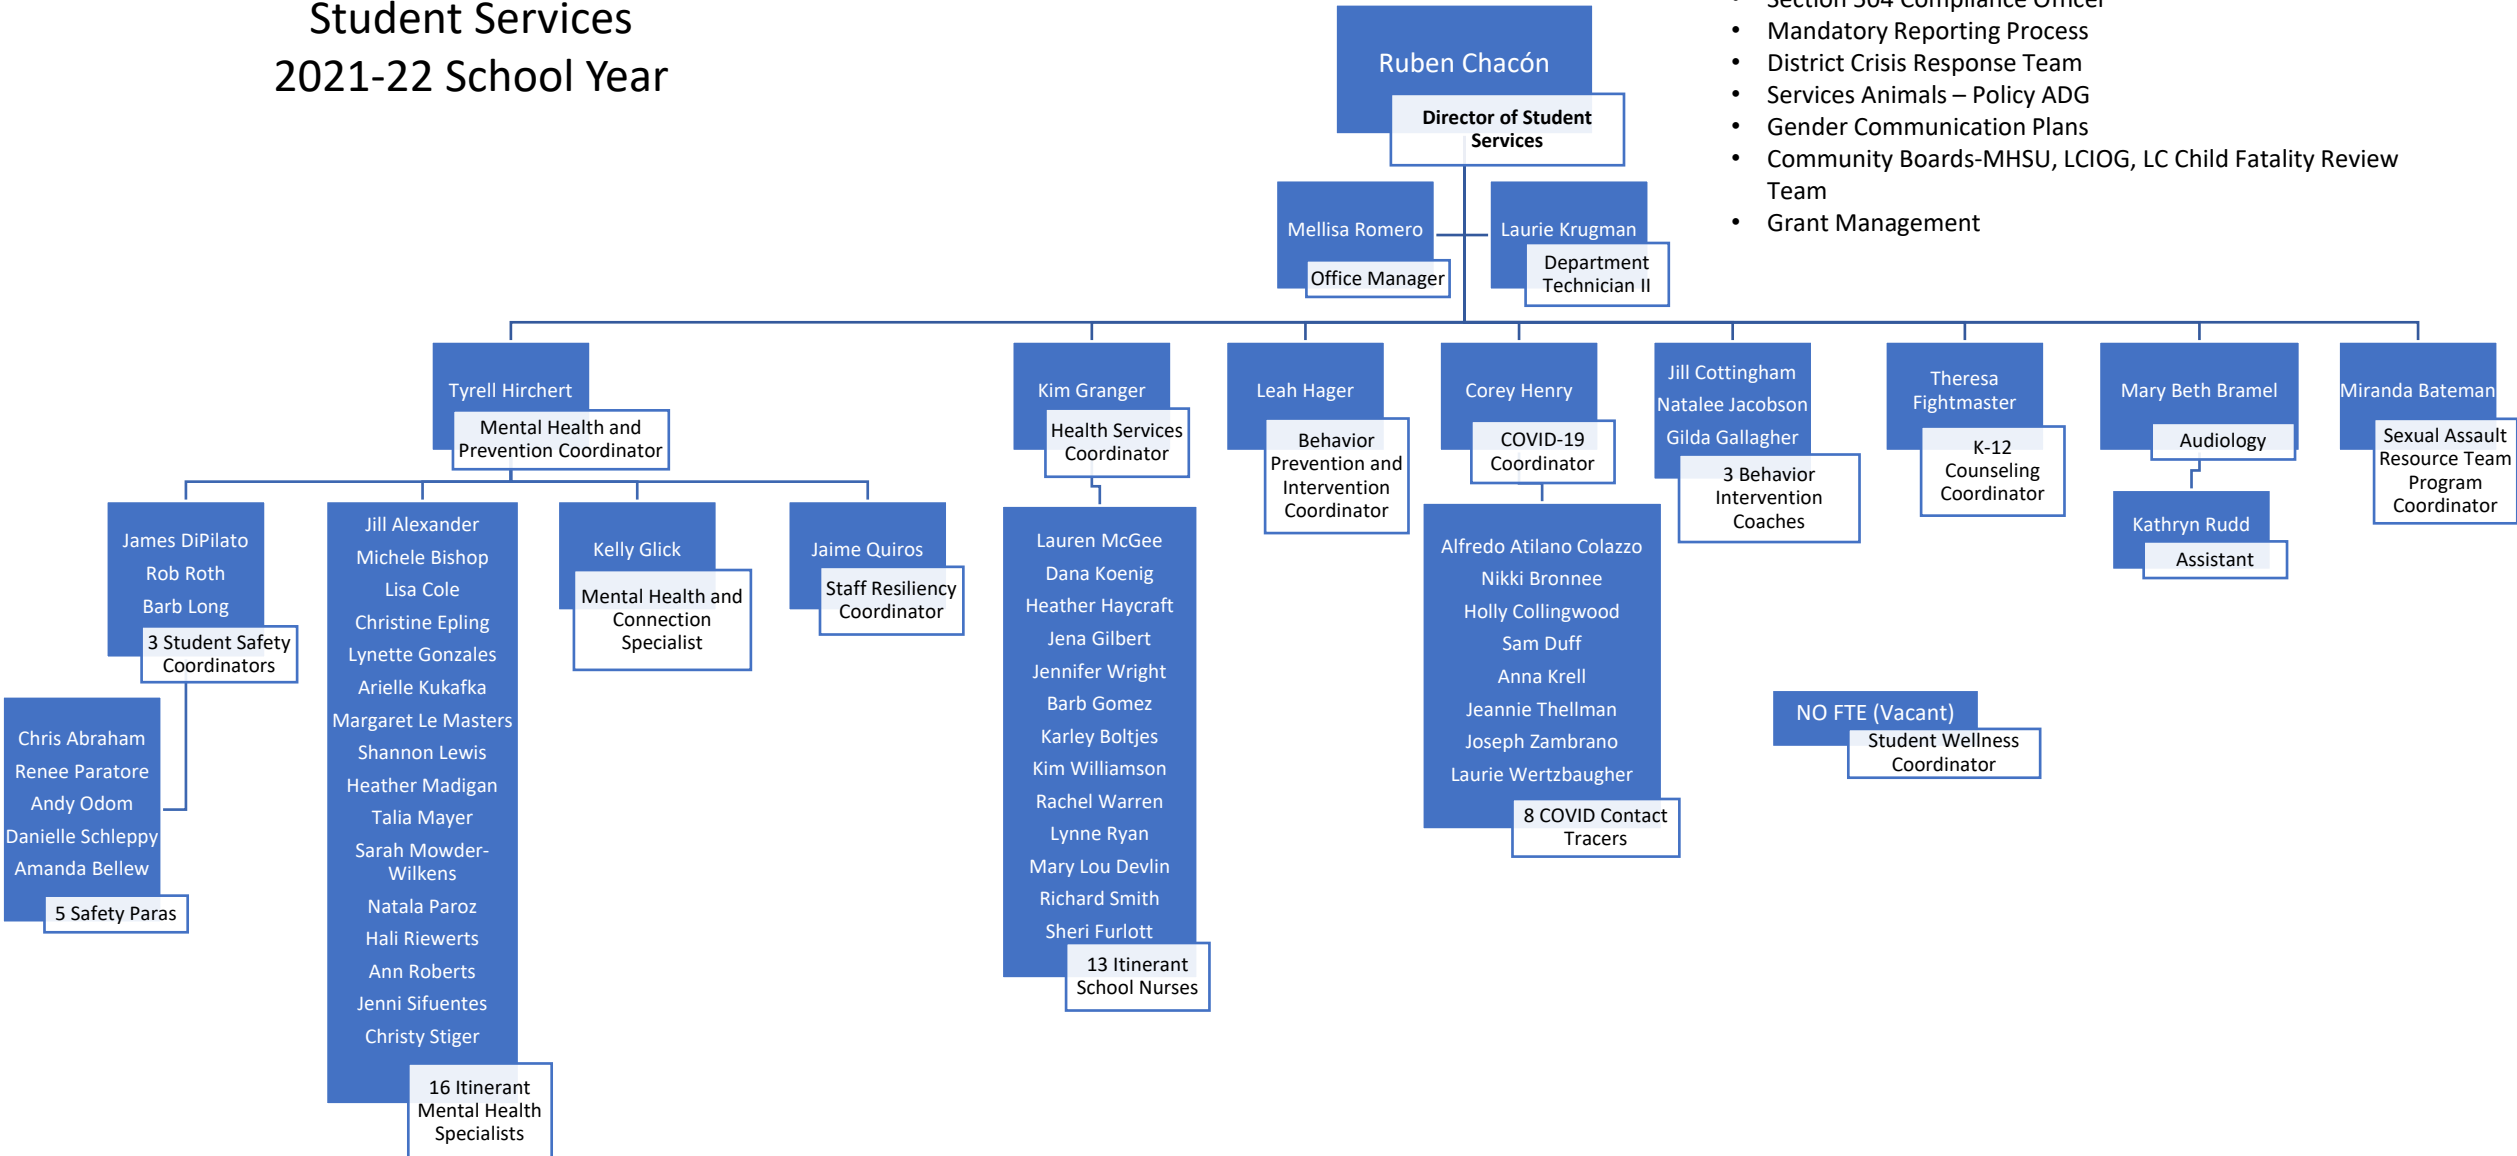 Student Services
2021-22 School Year
Ruben Chacón
Director of Student
Services
• Section 504 Compliance Officer
• Mandatory Reporting Process
• District Crisis Response Team
• Services Animals – Policy ADG
• Gender Communication Plans
• Community Boards-MHSU, LCIOG, LC Child Fatality Review
Team
• Grant Management
Mellisa Romero
Office Manager
Laurie Krugman
Department
Technician II
Tyrell Hirchert
Mental Health and
Prevention Coordinator
Kim Granger
Health Services
Coordinator
Leah Hager
Behavior
Prevention and
Intervention
Coordinator
Corey Henry
COVID-19
Coordinator
Jill Cottingham
Natalee Jacobson
Gilda Gallagher
3 Behavior
Intervention
Coaches
Theresa
Fightmaster
K-12
Counseling
Coordinator
Mary Beth Bramel
Audiology
Miranda Bateman
Sexual Assault
Resource Team
Program
Coordinator
Kathryn Rudd
Assistant
James DiPilato
Rob Roth
Barb Long
3 Student Safety
Coordinators
Jill Alexander
Michele Bishop
Lisa Cole
Christine Epling
Lynette Gonzales
Arielle Kukafka
Margaret Le Masters
Shannon Lewis
Heather Madigan
Talia Mayer
Sarah Mowder-
Wilkens
Natala Paroz
Hali Riewerts
Ann Roberts
Jenni Sifuentes
Christy Stiger
16 Itinerant
Mental Health
Specialists
Kelly Glick
Mental Health and
Connection
Specialist
Jaime Quiros
Staff Resiliency
Coordinator
Lauren McGee
Dana Koenig
Heather Haycraft
Jena Gilbert
Jennifer Wright
Barb Gomez
Karley Boltjes
Kim Williamson
Rachel Warren
Lynne Ryan
Mary Lou Devlin
Richard Smith
Sheri Furlott
13 Itinerant
School Nurses
Alfredo Atilano Colazzo
Nikki Bronnee
Holly Collingwood
Sam Duff
Anna Krell
Jeannie Thellman
Joseph Zambrano
Laurie Wertzbaugher
8 COVID Contact
Tracers
Chris Abraham
Renee Paratore
Andy Odom
Danielle Schleppy
Amanda Bellew
5 Safety Paras
NO FTE (Vacant)
Student Wellness
Coordinator